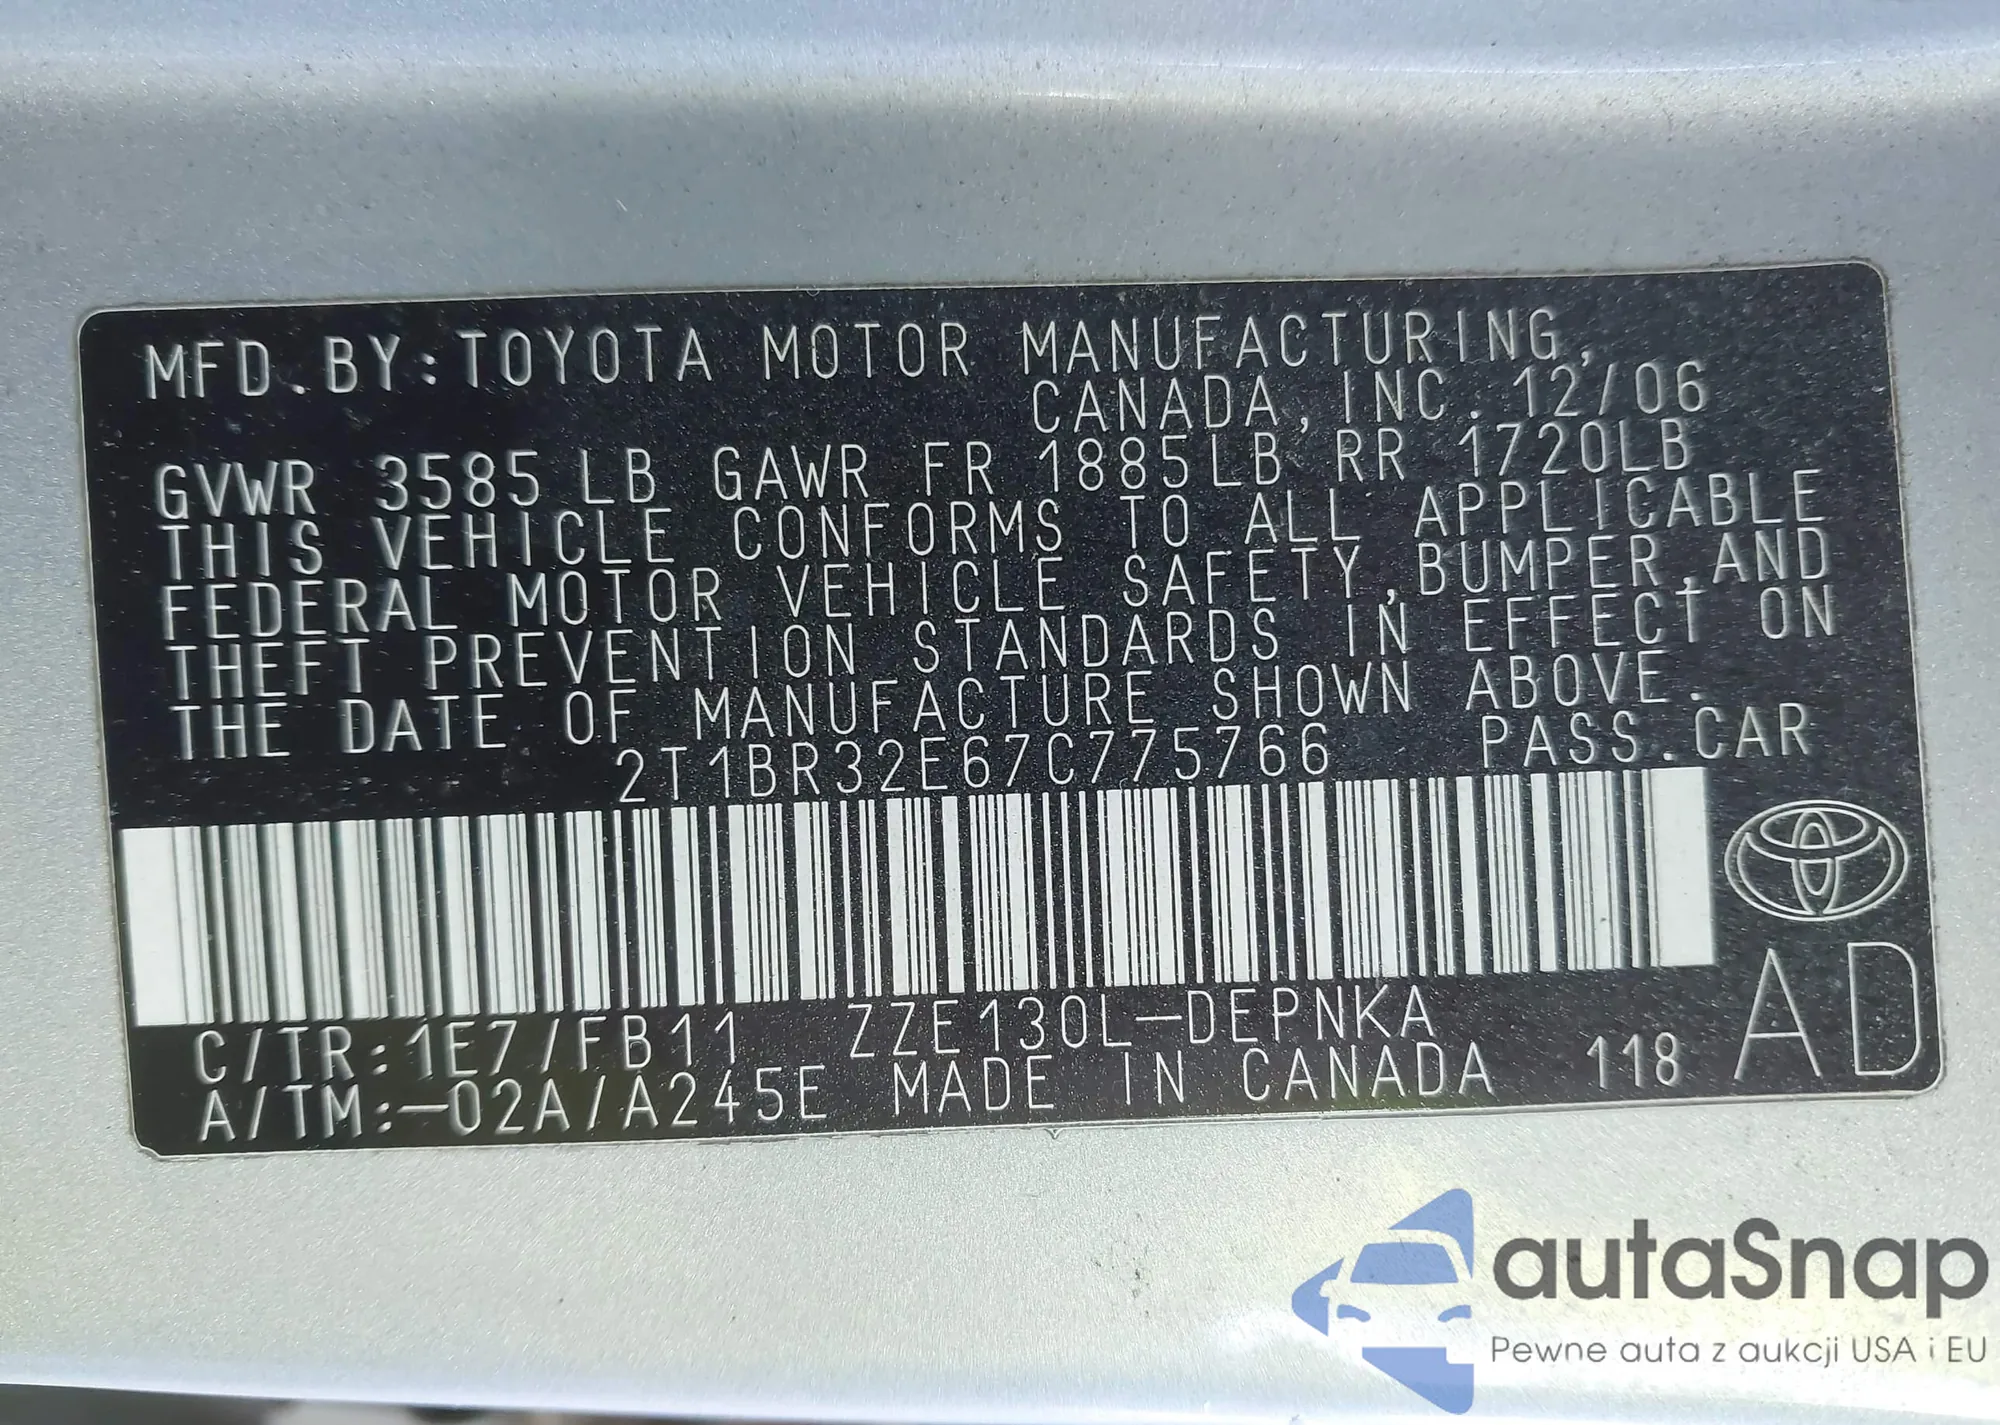 MFD.BY:TOYOTA MOTOR MANUFACTURING,
CANADA,INC. 12/06
GVWR 3585LB GAWR FR 1885LB RR 1720LB
THIS VEHICLE CONFORMS TO ALL APPLICABLE
FEDERAL MOTOR VEHICLE SAFETY,BUMPER,AND
THEFT PREVENTION STANDARDS IN EFFECT ON
THE DATE OF MANUFACTURE SHOWN ABOVE.
2T1BR32E67C775766 PASS.CAR
C/TR:1E7/FB11 ZZE130L-DEPNKA
A/TM:-02A/A245E MADE IN CANADA 118 AD
autaSnap
Pewne auta z aukcji USA i EU